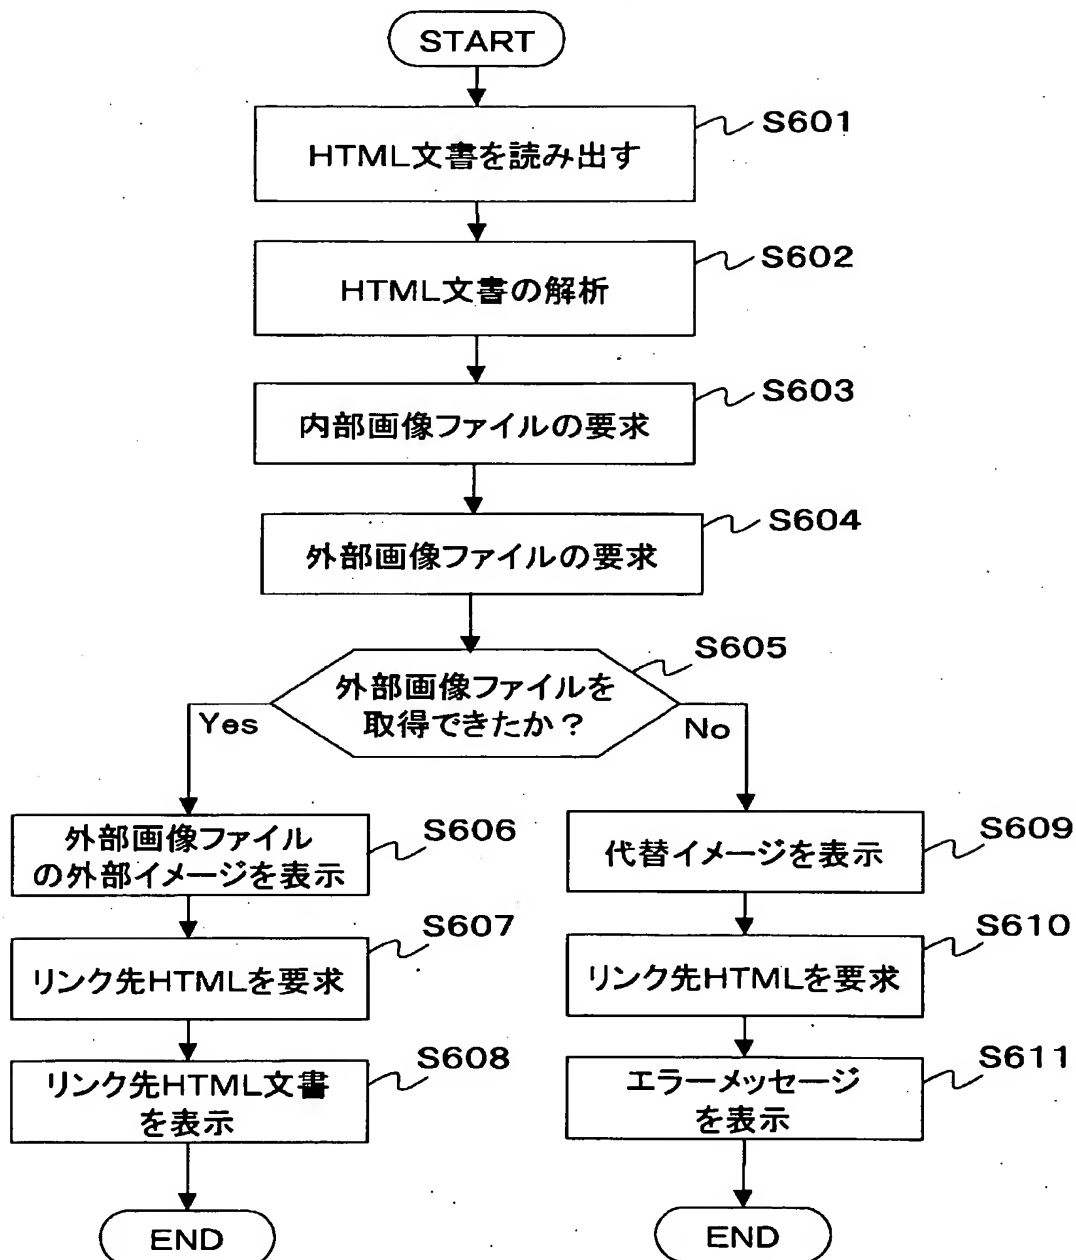 START
HTML文書を読み出す
S601
HTML文書の解析
S602
内部画像ファイルの要求
S603
外部画像ファイルの要求
S604
外部画像ファイルを
取得できたか？
S605
Yes
No
外部画像ファイル
の外部イメージを表示
S606
リンク先HTMLを要求
S607
リンク先HTML文書
を表示
S608
END
代替イメージを表示
S609
リンク先HTMLを要求
S610
エラーメッセージ
を表示
S611
END